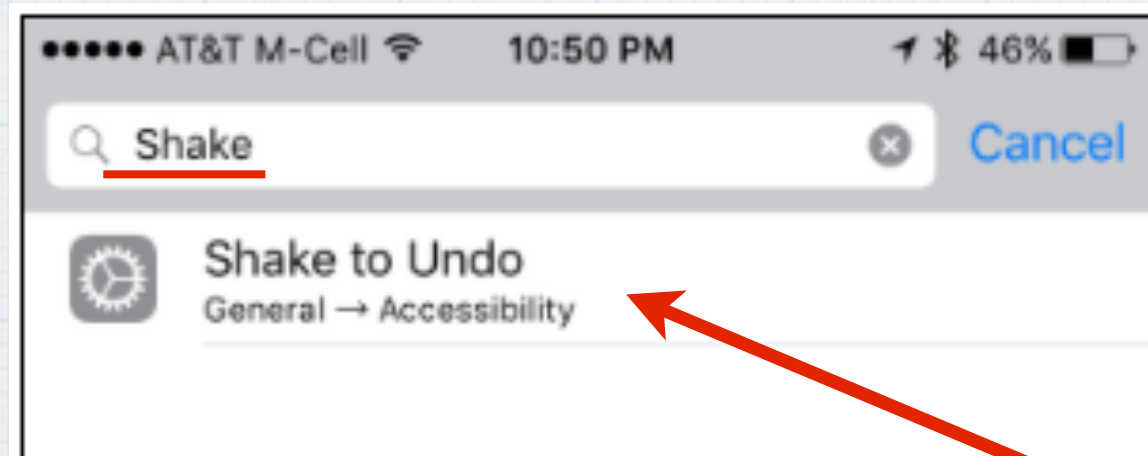 AT&T M-Cell 10:50 PM 46%
Shake Cancel
Shake to Undo
General → Accessibility